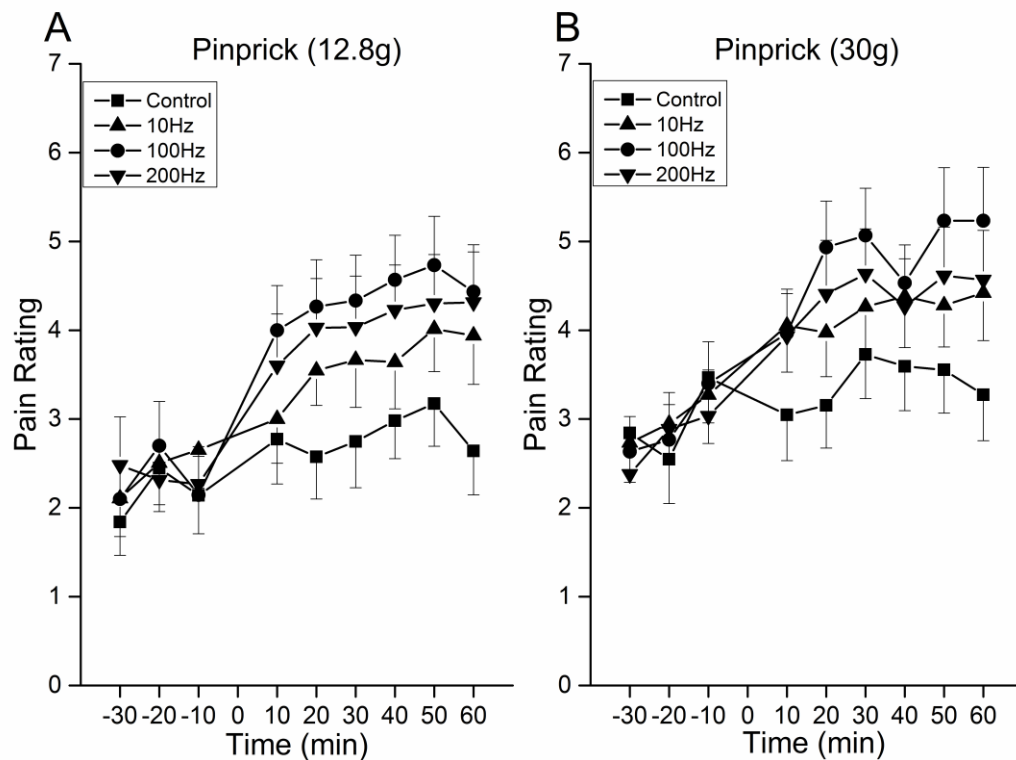 A
Pinprick (12.8g)
7
6
5
4
3
2
1
0
Pain Rating
Control
10Hz
100Hz
200Hz
-30 -20 -10 0 10 20 30 40 50 60
Time (min)
B
Pinprick (30g)
7
6
5
4
3
2
1
0
Pain Rating
Control
10Hz
100Hz
200Hz
-30 -20 -10 0 10 20 30 40 50 60
Time (min)